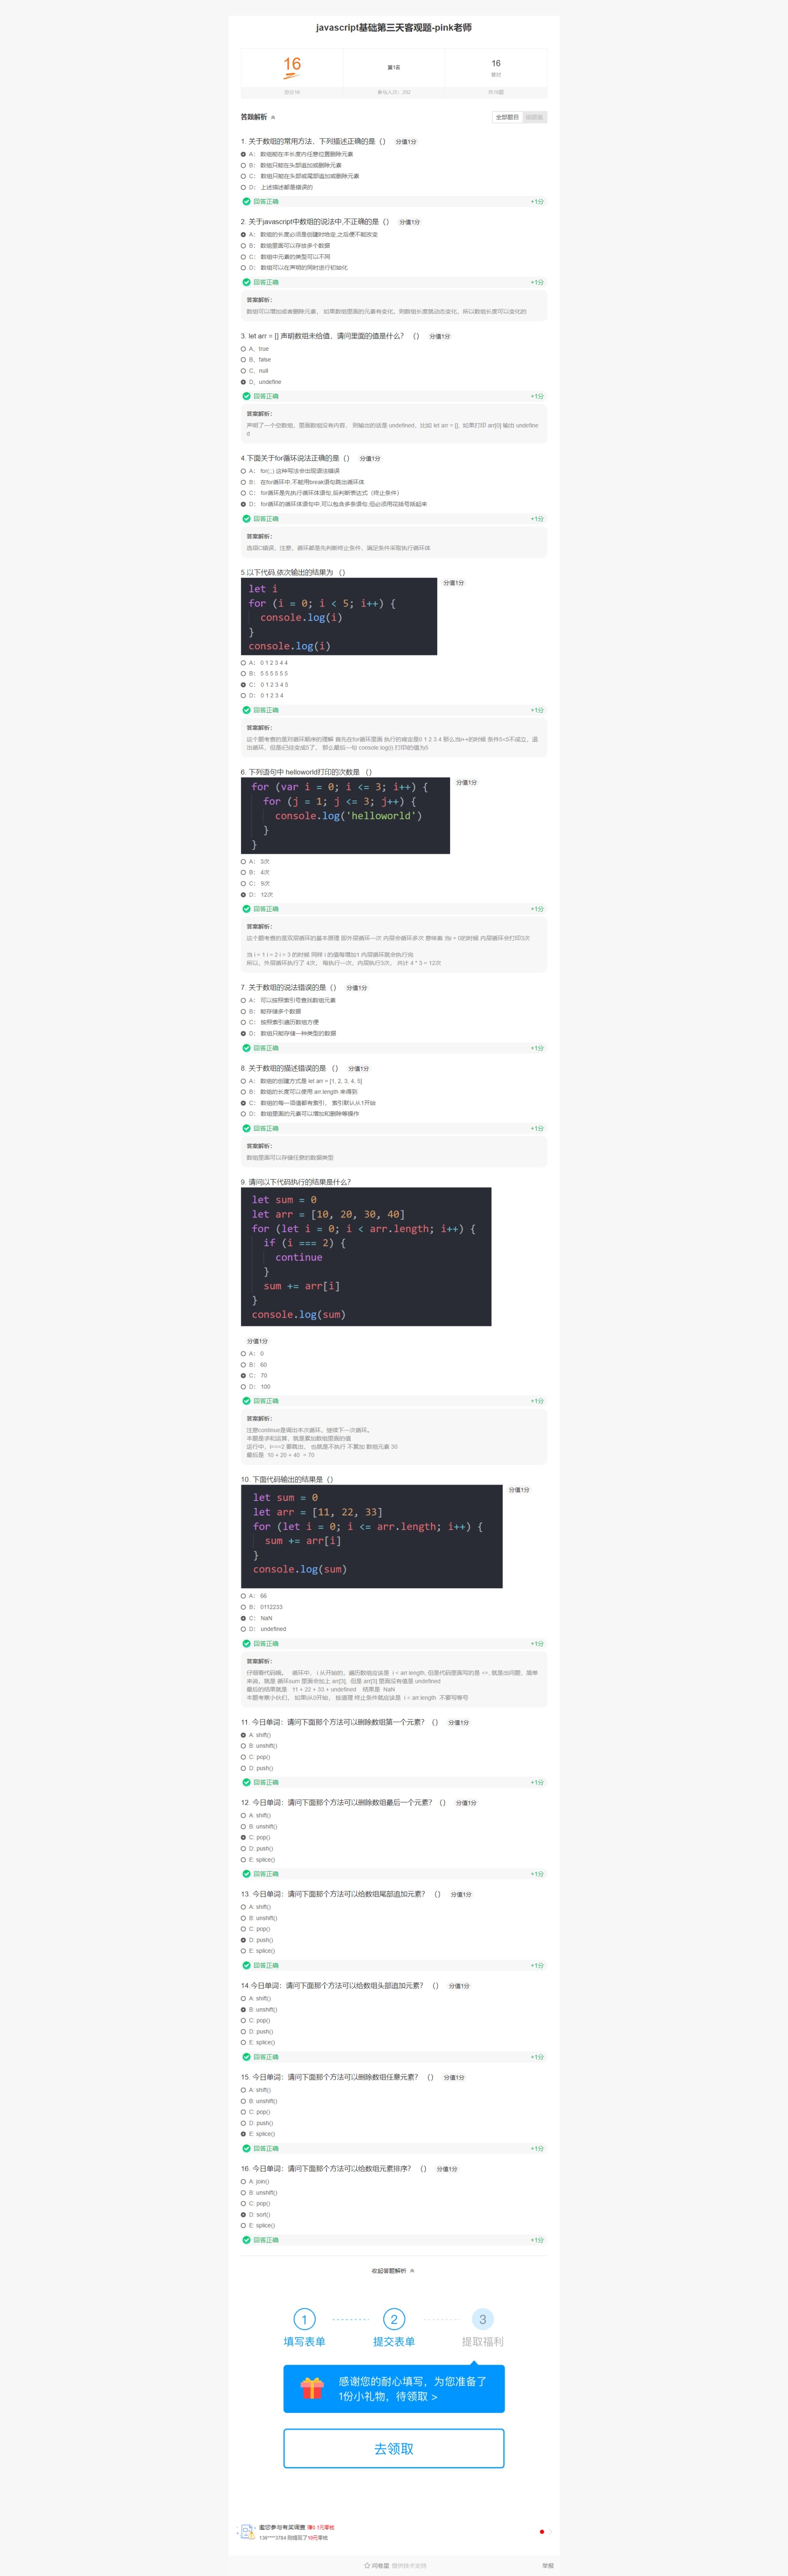 javascript基础第三天客观题-pink老师
16
第1名
16
答对
总分16
参与人次：292
共16题
答题解析
全部题目
错题集
1. 关于数组的常用方法，下列描述正确的是（） 分值1分
A： 数组能在本长度内任意位置删除元素
B： 数组只能在头部追加或删除元素
C： 数组只能在头部或尾部追加或删除元素
D： 上述描述都是错误的
回答正确 +1分
2. 关于javascript中数组的说法中,不正确的是（） 分值1分
A： 数组的长度必须是创建时给定,之后便不能改变
B： 数组里面可以存放多个数据
C： 数组中元素的类型可以不同
D： 数组可以在声明的同时进行初始化
回答正确 +1分
答案解析：
数组可以增加或者删除元素， 如果数组里面的元素有变化，则数组长度就动态变化，所以数组长度可以变化的
3. let arr = [] 声明数组未给值，请问里面的值是什么？ （） 分值1分
A、true
B、false
C、null
D、undefine
回答正确 +1分
答案解析：
声明了一个空数组，里面数组没有内容， 则输出的话是 undefined，比如 let arr = []， 如果打印 arr[0] 输出 undefine
d
4.下面关于for循环说法正确的是（） 分值1分
A： for(;;) 这种写法会出现语法错误
B： 在for循环中,不能用break语句跳出循环体
C： for循环是先执行循环体语句,后判断表达式（终止条件）
D： for循环的循环体语句中,可以包含多条语句,但必须用花括号括起来
回答正确 +1分
答案解析：
选项C错误，注意，循环都是先判断终止条件，满足条件采取执行循环体
5.以下代码,依次输出的结果为 （）
let i
for (i = 0; i < 5; i++) {
console.log(i)
}
console.log(i)
分值1分
A： 0 1 2 3 4 4
B： 5 5 5 5 5 5
C： 0 1 2 3 4 5
D： 0 1 2 3 4
回答正确 +1分
答案解析：
这个题考查的是对循环顺序的理解 首先在for循环里面 执行的肯定是0 1 2 3 4 那么当i++的时候 条件5<5不成立，退
出循环，但是i已经变成5了， 那么最后一句 console.log(i) 打印i的值为5
6. 下列语句中 helloworld打印的次数是 （）
for (var i = 0; i <= 3; i++) {
for (j = 1; j <= 3; j++) {
console.log('helloworld')
}
}
分值1分
A： 3次
B： 4次
C： 9次
D： 12次
回答正确 +1分
答案解析：
这个题考查的是双层循环的基本原理 即外层循环一次 内层会循环多次 意味着 当i = 0的时候 内层循环会打印3次
当 i = 1 i = 2 i = 3 的时候 同样 i 的值每增加1 内层循环就会执行完
所以，外层循环执行了 4次， 每执行一次，内层执行3次， 共计 4 * 3 = 12次
7. 关于数组的说法错误的是（） 分值1分
A： 可以按照索引号查找数组元素
B： 能存储多个数据
C： 按照索引遍历数组方便
D： 数组只能存储一种类型的数据
回答正确 +1分
8. 关于数组的描述错误的是 （） 分值1分
A： 数组的创建方式是 let arr = [1, 2, 3, 4, 5]
B： 数组的长度可以使用 arr.length 来得到
C： 数组的每一项值都有索引， 索引默认从1开始
D： 数组里面的元素可以增加和删除等操作
回答正确 +1分
答案解析：
数组里面可以存储任意的数据类型
9. 请问以下代码执行的结果是什么？
let sum = 0
let arr = [10, 20, 30, 40]
for (let i = 0; i < arr.length; i++) {
if (i === 2) {
continue
}
sum += arr[i]
}
console.log(sum)
分值1分
A： 0
B： 60
C： 70
D： 100
回答正确 +1分
答案解析：
注意continue是调出本次循环，继续下一次循环。
本题是求和运算，就是累加数组里面的值
运行中，i===2 要跳出， 也就是不执行 不累加 数组元素 30
最后是 10 + 20 + 40 = 70
10. 下面代码输出的结果是（）
let sum = 0
let arr = [11, 22, 33]
for (let i = 0; i <= arr.length; i++) {
sum += arr[i]
}
console.log(sum)
分值1分
A： 66
B： 0112233
C： NaN
D： undefined
回答正确 +1分
答案解析：
仔细看代码哦。 循环中， i 从开始的，遍历数组应该是 i < arr.length, 但是代码里面写的是 <=, 就是出问题，简单
来说，就是 循环sum 里面会加上 arr[3]， 但是 arr[3] 里面没有值是 undefined
最后的结果就是 11 + 22 + 33 + undefined 结果是 NaN
本题考察小伙们， 如果i从0开始， 按道理 终止条件就应该是 i < arr.length 不要写等号
11. 今日单词：请问下面那个方法可以删除数组第一个元素？ （） 分值1分
A: shift()
B: unshift()
C: pop()
D: push()
回答正确 +1分
12. 今日单词：请问下面那个方法可以删除数组最后一个元素？（） 分值1分
A: shift()
B: unshift()
C: pop()
D: push()
E: splice()
回答正确 +1分
13. 今日单词：请问下面那个方法可以给数组尾部追加元素？ （） 分值1分
A: shift()
B: unshift()
C: pop()
D: push()
E: splice()
回答正确 +1分
14.今日单词：请问下面那个方法可以给数组头部追加元素？ （） 分值1分
A: shift()
B: unshift()
C: pop()
D: push()
E: splice()
回答正确 +1分
15. 今日单词：请问下面那个方法可以删除数组任意元素？ （） 分值1分
A: shift()
B: unshift()
C: pop()
D: push()
E: splice()
回答正确 +1分
16. 今日单词：请问下面那个方法可以给数组元素排序？ （） 分值1分
A: join()
B: unshift()
C: pop()
D: sort()
E: splice()
回答正确 +1分
收起答题解析
1 2 3
填写表单 提交表单 提取福利
感谢您的耐心填写，为您准备了
1份小礼物，待领取 >
去领取
邀您参与有奖调查 赚0.1元零钱
136****3784 刚提现了10元零钱
问卷星 提供技术支持
举报